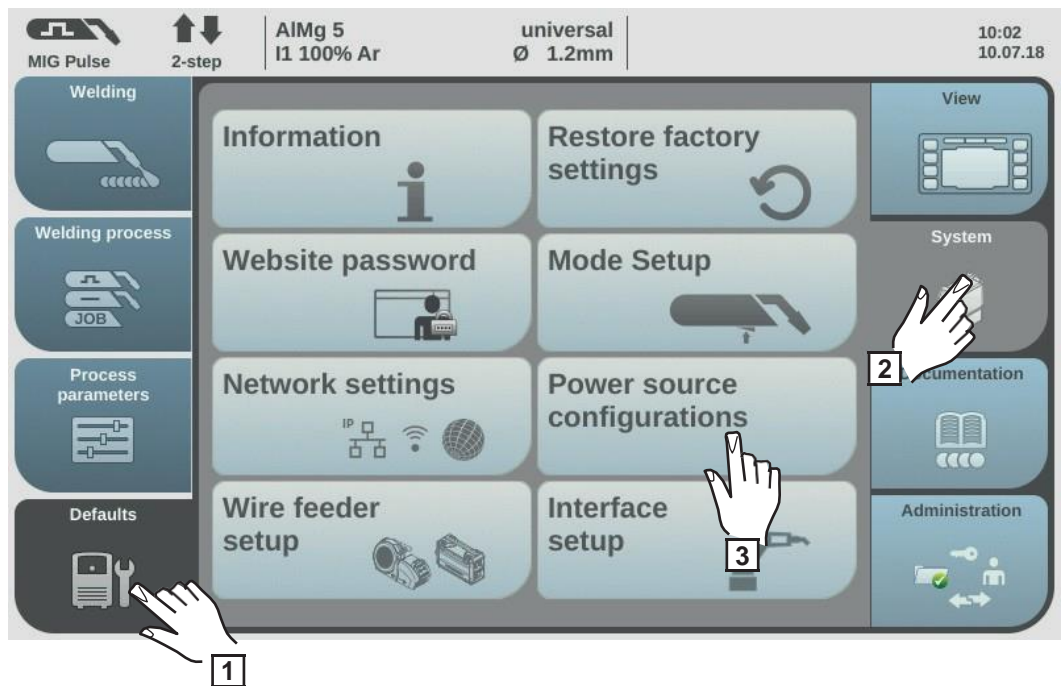 MIG Pulse
2-step
AlMg 5
I1 100% Ar
universal
Ø 1.2mm
10:02
10.07.18
Welding
Welding process
JOB
Process
parameters
Defaults
1
Information
Restore factory
settings
Website password
Mode Setup
Network settings
IP
Power source
configurations
3
Wire feeder
setup
Interface
setup
View
System
2
Documentation
Administration